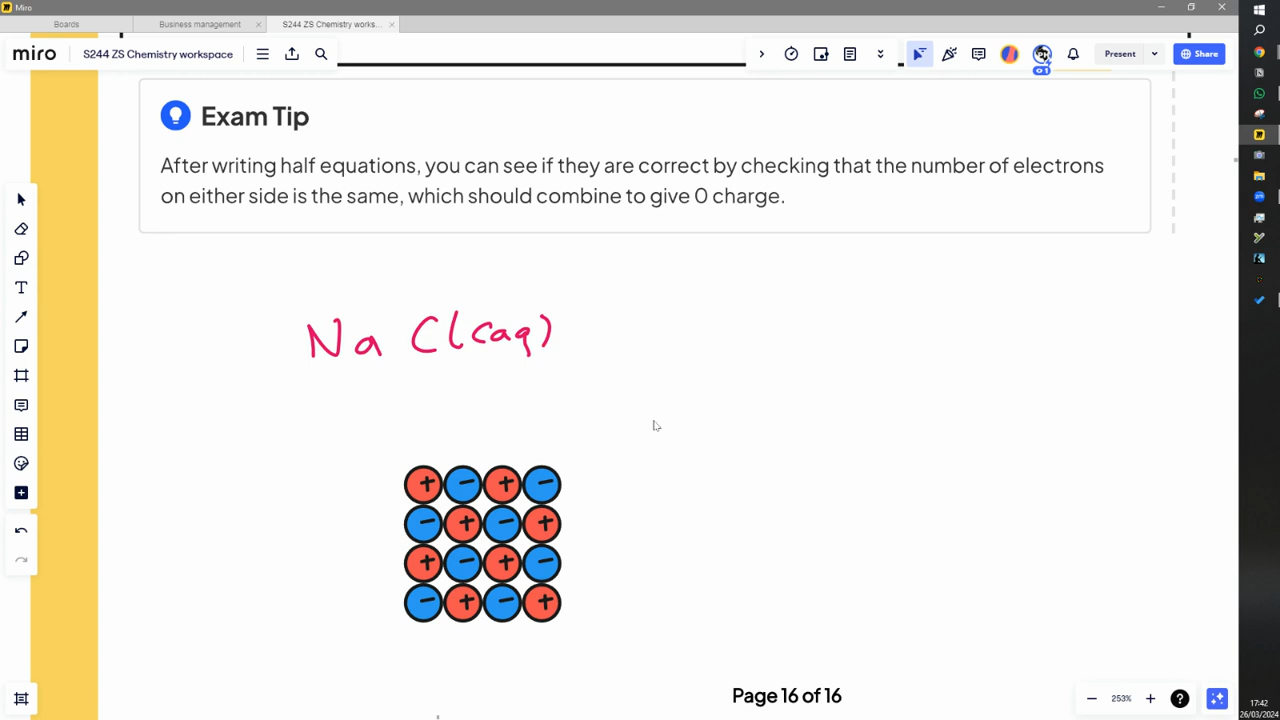 Miro
Boards
Business management
S244 ZS Chemistry works...
miro
S244 ZS Chemistry workspace
Present
Share
Exam Tip
After writing half equations, you can see if they are correct by checking that the number of electrons
on either side is the same, which should combine to give 0 charge.
Na Cl(aq)
+ − + −
− + − +
+ − + −
− + − +
Page 16 of 16
253%
17:42
26/03/2024